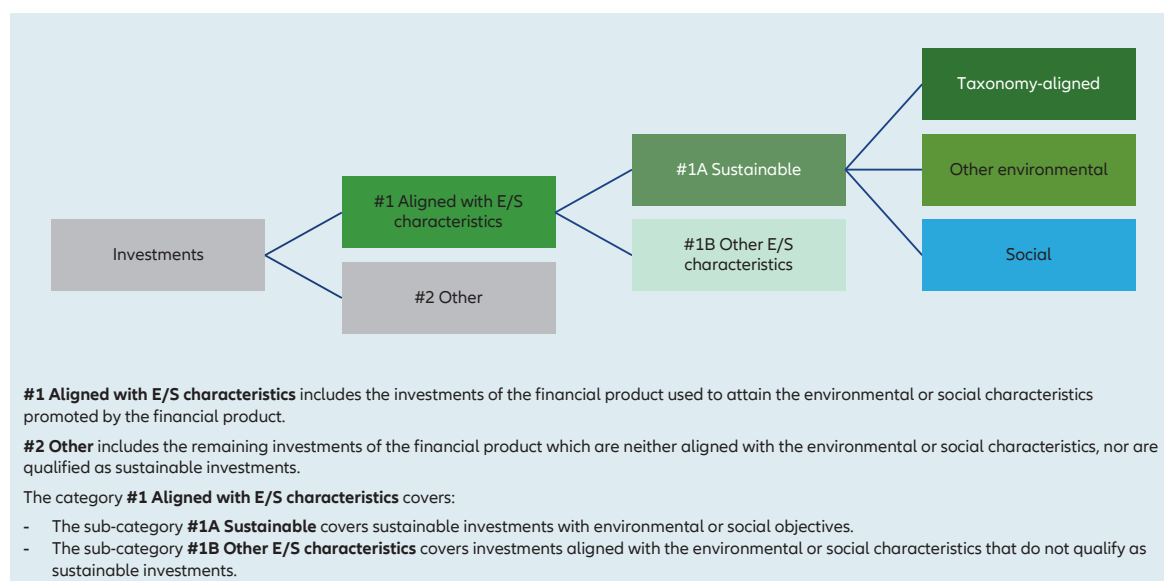 Taxonomy-aligned
#1A Sustainable
Other environmental
#1 Aligned with E/S
characteristics
Investments
#1B Other E/S
characteristics
Social
#2 Other
#1 Aligned with E/S characteristics includes the investments of the financial product used to attain the environmental or social characteristics
promoted by the financial product.
#2 Other includes the remaining investments of the financial product which are neither aligned with the environmental or social characteristics, nor are
qualified as sustainable investments.
The category #1 Aligned with E/S characteristics covers:
- The sub-category #1A Sustainable covers sustainable investments with environmental or social objectives.
- The sub-category #1B Other E/S characteristics covers investments aligned with the environmental or social characteristics that do not qualify as
sustainable investments.